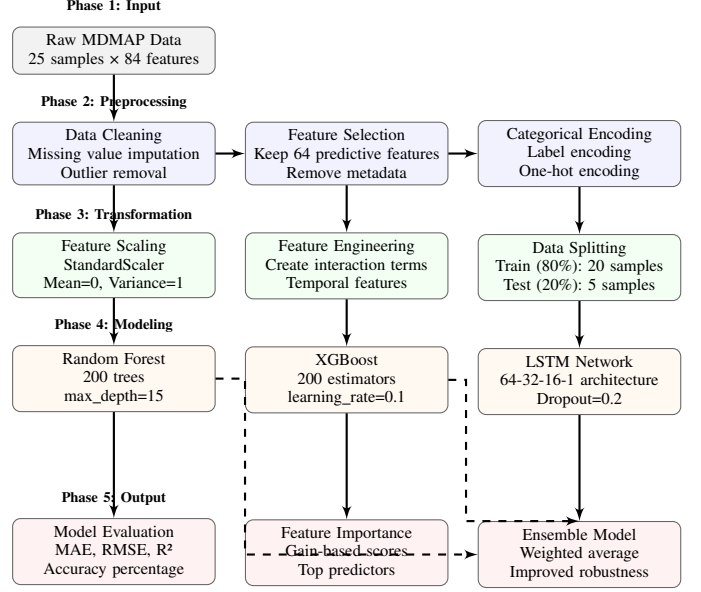 Phase 1: Input
Raw MDMAP Data
25 samples × 84 features
Phase 2: Preprocessing
Data Cleaning
Missing value imputation
Outlier removal
Feature Selection
Keep 64 predictive features
Remove metadata
Categorical Encoding
Label encoding
One-hot encoding
Phase 3: Transformation
Feature Scaling
StandardScaler
Mean=0, Variance=1
Feature Engineering
Create interaction terms
Temporal features
Data Splitting
Train (80%): 20 samples
Test (20%): 5 samples
Phase 4: Modeling
Random Forest
200 trees
max_depth=15
XGBoost
200 estimators
learning_rate=0.1
LSTM Network
64-32-16-1 architecture
Dropout=0.2
Phase 5: Output
Model Evaluation
MAE, RMSE, R²
Accuracy percentage
Feature Importance
Gain-based scores
Top predictors
Ensemble Model
Weighted average
Improved robustness